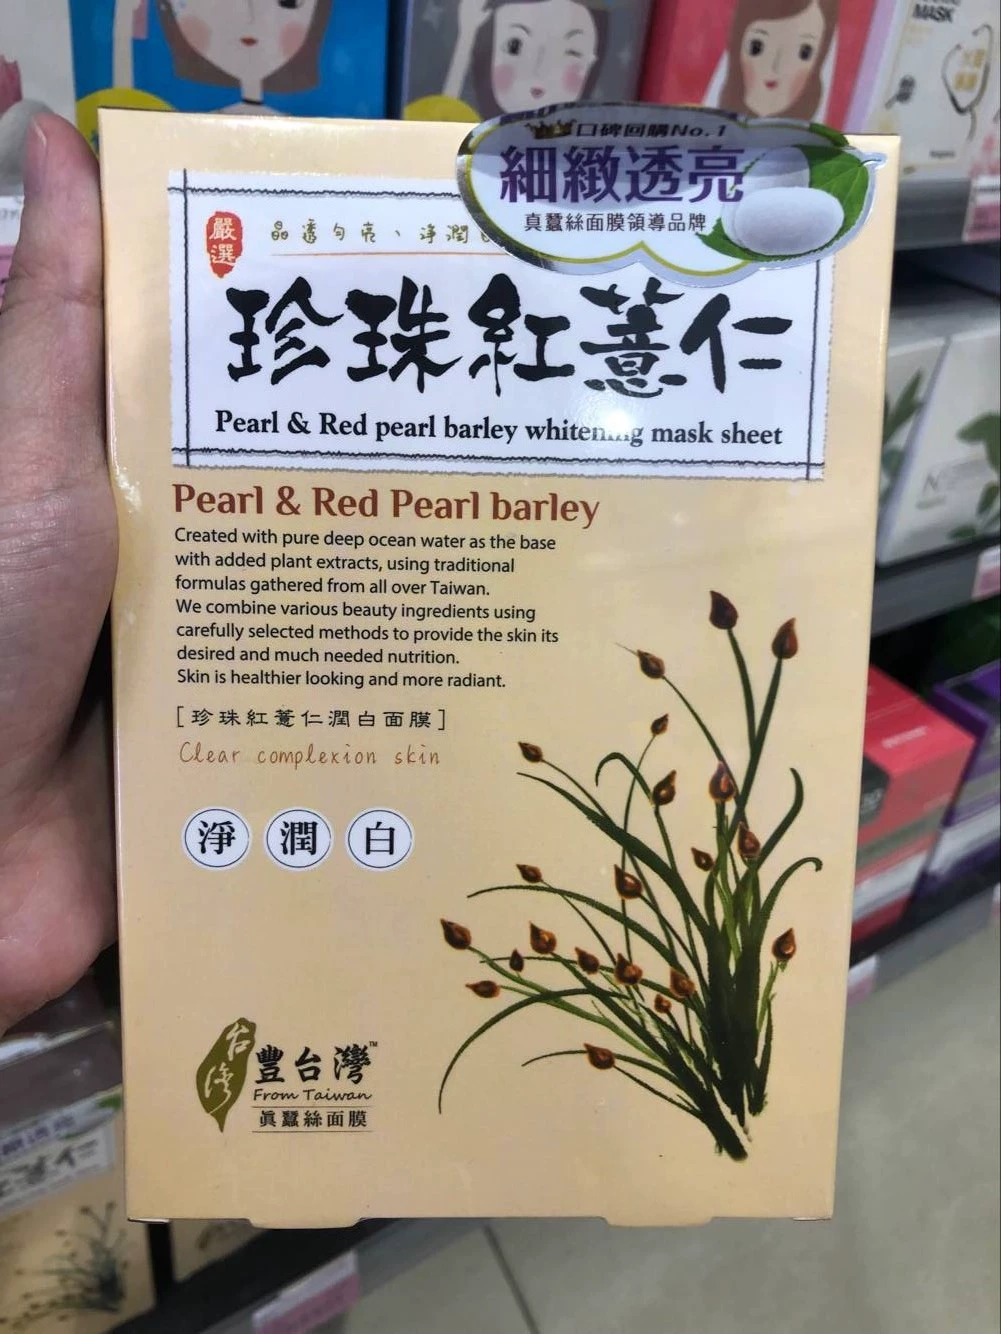 MASK
口碑回購No.1
細緻透亮
真蠶絲面膜領導品牌
嚴選
晶透勻亮、淨潤
珍珠紅薏仁
Pearl & Red pearl barley whitening mask sheet
Pearl & Red Pearl barley
Created with pure deep ocean water as the base
with added plant extracts, using traditional
formulas gathered from all over Taiwan.
We combine various beauty ingredients using
carefully selected methods to provide the skin its
desired and much needed nutrition.
Skin is healthier looking and more radiant.
[珍珠紅薏仁潤白面膜]
Clear complexion skin
淨 潤 白
台灣
豐台灣™
From Taiwan
真蠶絲面膜